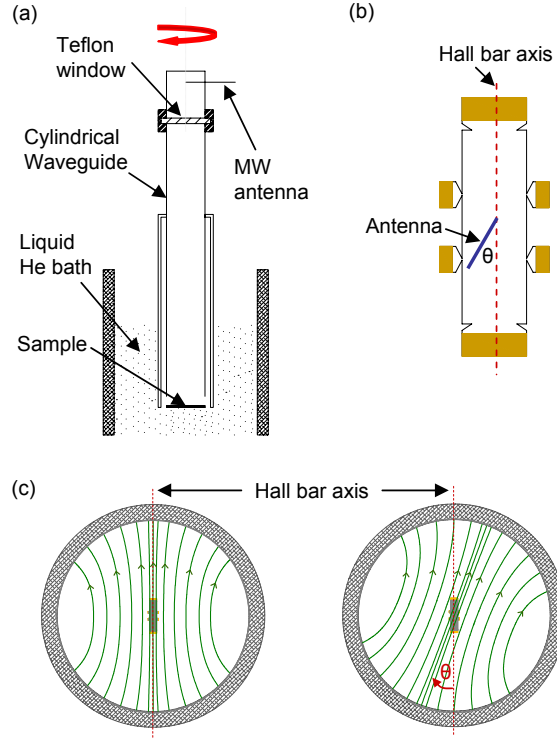 (a)
Teflon
window
Cylindrical
Waveguide
MW
antenna
Liquid
He bath
Sample
(b)
Hall bar
axis
Antenna
θ
(c)
Hall bar axis
θ